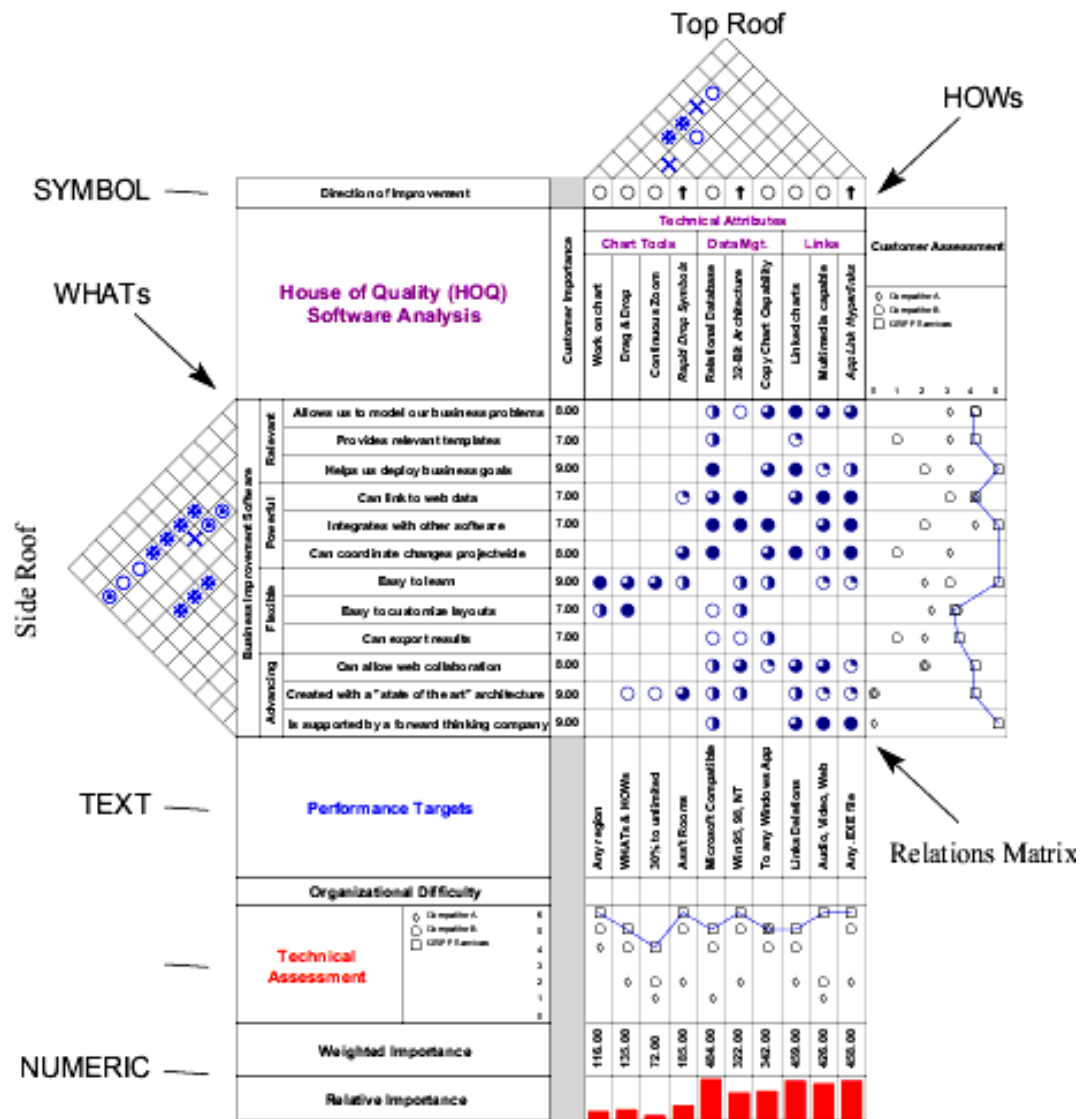 Top Roof
HOWs
SYMBOL
Direction of Improvement
Technical Attributes
Chart Tools
Data Mgt.
Links
Customer Assessment
WHATs
House of Quality (HOQ)
Software Analysis
Customer Importance
Work on chart
Drag & Drop
Continuous Zoom
Rapid Drop Symbols
Relational Database
32-Bit Architecture
Copy Chart Capability
Linked charts
Multimedia capable
App Link Hyperlinks
Competitor A
Competitor B
0 1 2 3 4 5
Side Roof
Business Improvement Software
Relevant
Allows us to model our business problems 8.00
Provides relevant templates 7.00
Helps us deploy business goals 9.00
Powerful
Can link to web data 7.00
Integrates with other software 7.00
Can coordinate changes projectwide 8.00
Flexible
Easy to learn 9.00
Easy to customize layouts 7.00
Can export results 7.00
Advancing
Can allow web collaboration 8.00
Created with a "state of the art" architecture 9.00
Is supported by a forward thinking company 9.00
TEXT
Performance Targets
Any region
WHATs & HOWs
30% to unlimited
Asst Rooms
Microsoft Compatible
Win 95, 98, NT
To any Windows App
Links Deletions
Audio, Video, Web
Any .EXE file
Relations Matrix
Organizational Difficulty
Technical
Assessment
Competitor A
Competitor B
NUMERIC
Weighted Importance
116.00
135.00
72.00
185.00
322.00
342.00
Relative Importance